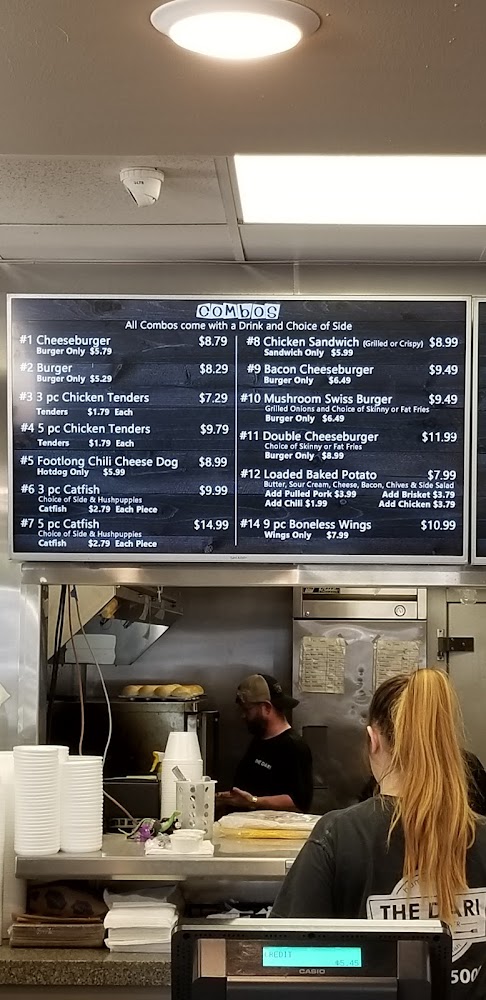 COMBOS
All Combos come with a Drink and Choice of Side
#1 Cheeseburger $8.79
Burger Only $5.79
#2 Burger $8.29
Burger Only $5.29
#3 3 pc Chicken Tenders $7.29
Tenders $1.79 Each
#4 5 pc Chicken Tenders $9.79
Tenders $1.79 Each
#5 Footlong Chili Cheese Dog $8.99
Hotdog Only $5.99
#6 3 pc Catfish $9.99
Choice of Side & Hushpuppies
Catfish $2.79 Each Piece
#7 5 pc Catfish $14.99
Choice of Side & Hushpuppies
Catfish $2.79 Each Piece
#8 Chicken Sandwich (Grilled or Crispy) $8.99
Sandwich Only $5.99
#9 Bacon Cheeseburger $9.49
Burger Only $6.49
#10 Mushroom Swiss Burger $9.49
Grilled Onions and Choice of Skinny or Fat Fries
Burger Only $6.49
#11 Double Cheeseburger $11.99
Choice of Skinny or Fat Fries
Burger Only $8.99
#12 Loaded Baked Potato $7.99
Butter, Sour Cream, Cheese, Bacon, Chives & Side Salad
Add Pulled Pork $3.99 Add Brisket $3.79
Add Chili $1.99 Add Chicken $3.79
#14 9 pc Boneless Wings $10.99
Wings Only $7.99
THE DARI
THE DARI
500
CREDIT
45.45
CASIO